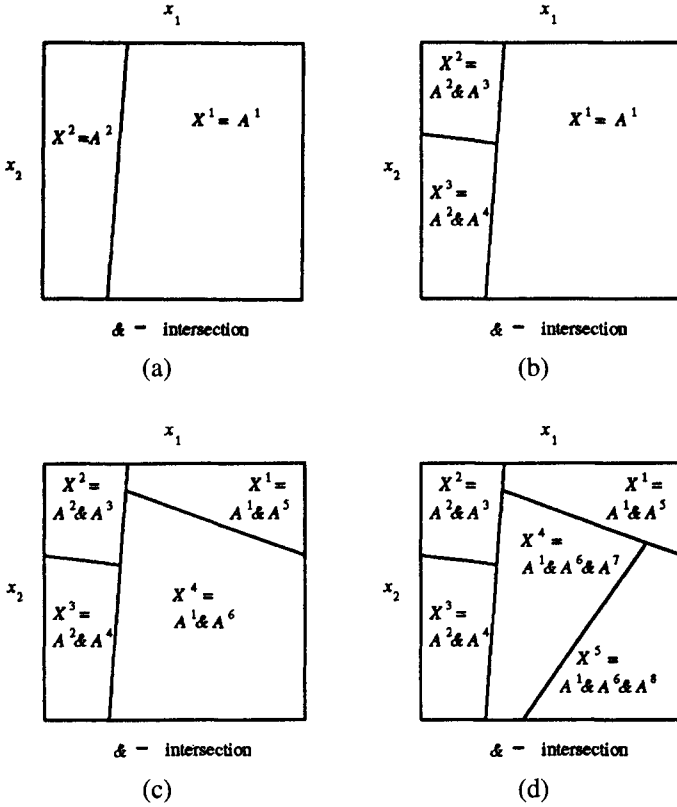 x₁
X² = A²
X¹ = A¹
x₂
& – intersection
(a)
x₁
X² =
A² & A³
X¹ = A¹
x₂
X³ =
A² & A⁴
& – intersection
(b)
x₁
X² =
A² & A³
X¹ =
A¹ & A⁵
x₂
X³ =
A² & A⁴
X⁴ =
A¹ & A⁶
& – intersection
(c)
x₁
X² =
A² & A³
X¹ =
A¹ & A⁵
X⁴ =
A¹ & A⁶ & A⁷
x₂
X³ =
A² & A⁴
X⁵ =
A¹ & A⁶ & A⁸
& – intersection
(d)